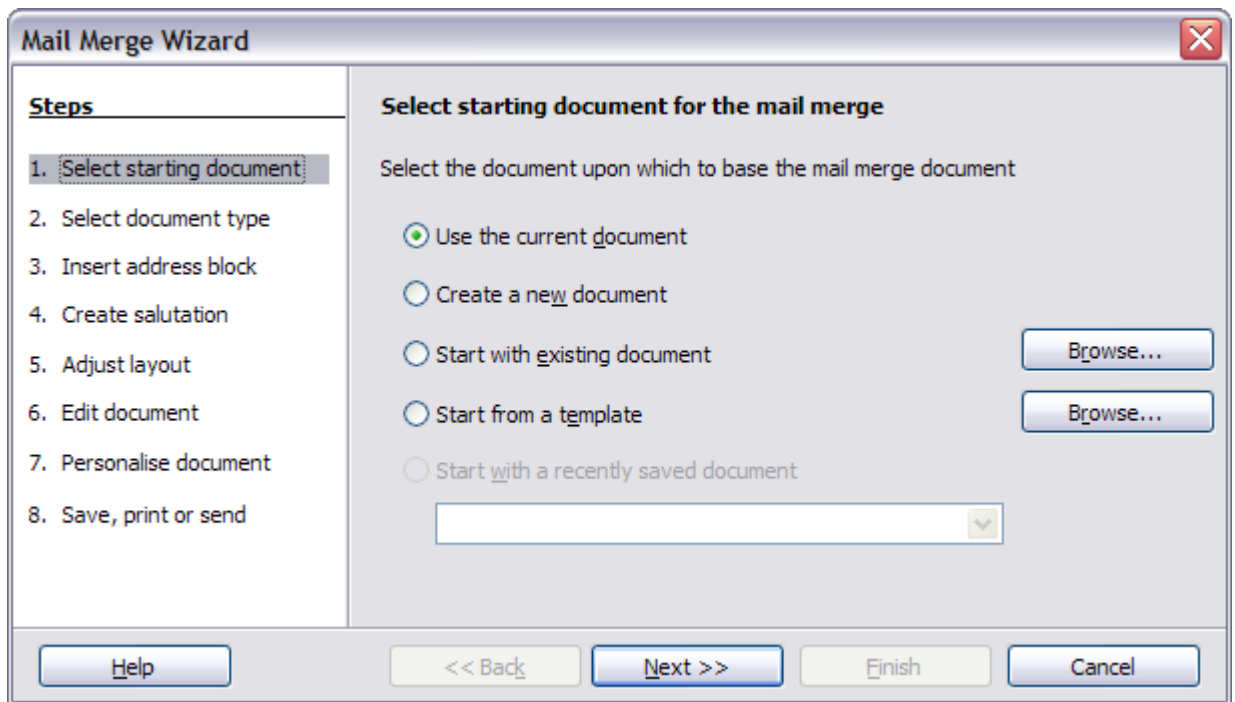 Mail Merge Wizard
Steps
1. Select starting document
2. Select document type
3. Insert address block
4. Create salutation
5. Adjust layout
6. Edit document
7. Personalise document
8. Save, print or send
Select starting document for the mail merge
Select the document upon which to base the mail merge document
Use the current document
Create a new document
Start with existing document
Browse...
Start from a template
Browse...
Start with a recently saved document
Help
<< Back
Next >>
Finish
Cancel